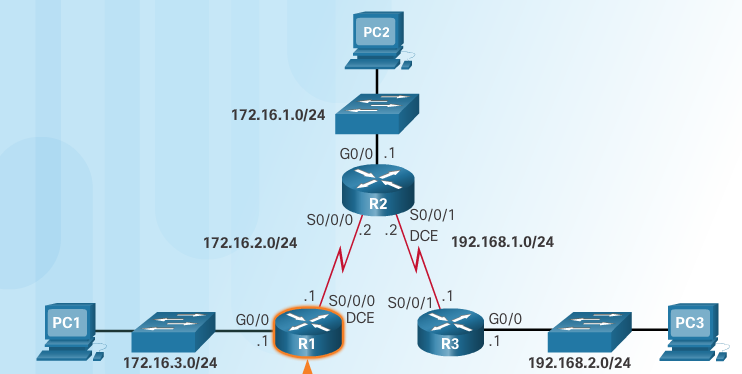 PC2
172.16.1.0/24
G0/0 .1
R2
S0/0/0 .2 .2 S0/0/1
DCE
172.16.2.0/24
192.168.1.0/24
.1 S0/0/0
DCE
S0/0/1 .1
PC1
G0/0
.1
R1
172.16.3.0/24
R3
G0/0
.1
PC3
192.168.2.0/24